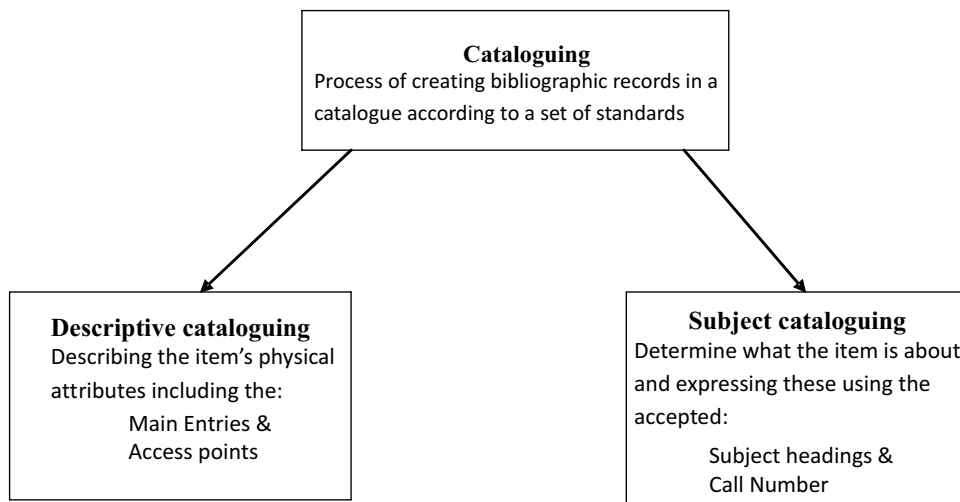 Cataloguing
Process of creating bibliographic records in a
catalogue according to a set of standards
Descriptive cataloguing
Describing the item’s physical
attributes including the:
Main Entries &
Access points
Subject cataloguing
Determine what the item is about
and expressing these using the
accepted:
Subject headings &
Call Number